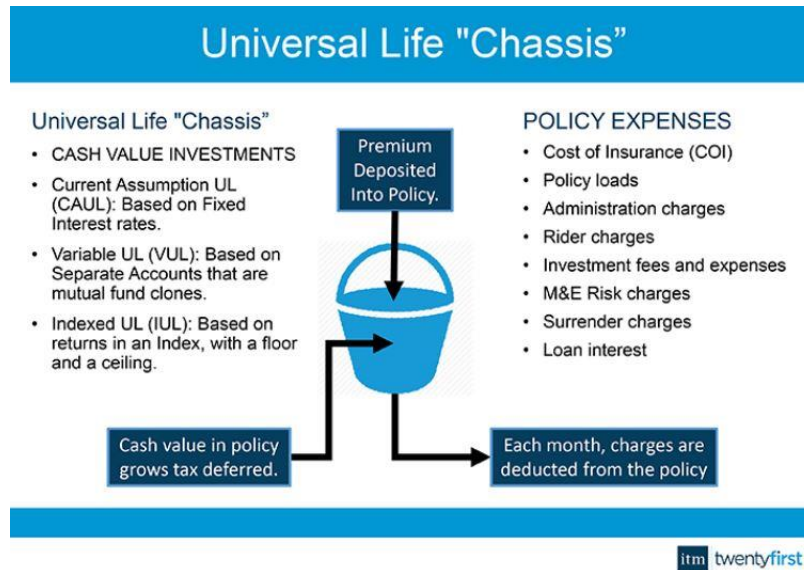 Universal Life "Chassis”
Universal Life "Chassis”
• CASH VALUE INVESTMENTS
• Current Assumption UL
(CAUL): Based on Fixed
Interest rates.
• Variable UL (VUL): Based on
Separate Accounts that are
mutual fund clones.
• Indexed UL (IUL): Based on
returns in an Index, with a floor
and a ceiling.
Premium
Deposited
Into Policy.
POLICY EXPENSES
• Cost of Insurance (COI)
• Policy loads
• Administration charges
• Rider charges
• Investment fees and expenses
• M&E Risk charges
• Surrender charges
• Loan interest
Cash value in policy
grows tax deferred.
Each month, charges are
deducted from the policy
itm twentyfirst